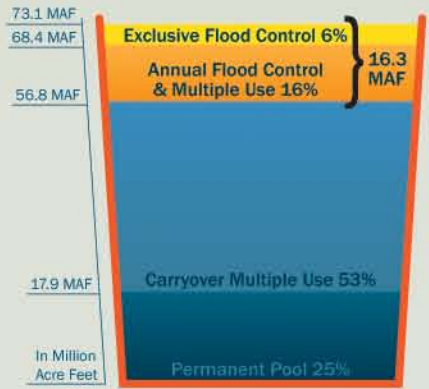 73.1 MAF
68.4 MAF
Exclusive Flood Control 6%
Annual Flood Control
& Multiple Use 16%
16.3
MAF
56.8 MAF
17.9 MAF
Carryover Multiple Use 53%
In Million
Acre Feet
Permanent Pool 25%